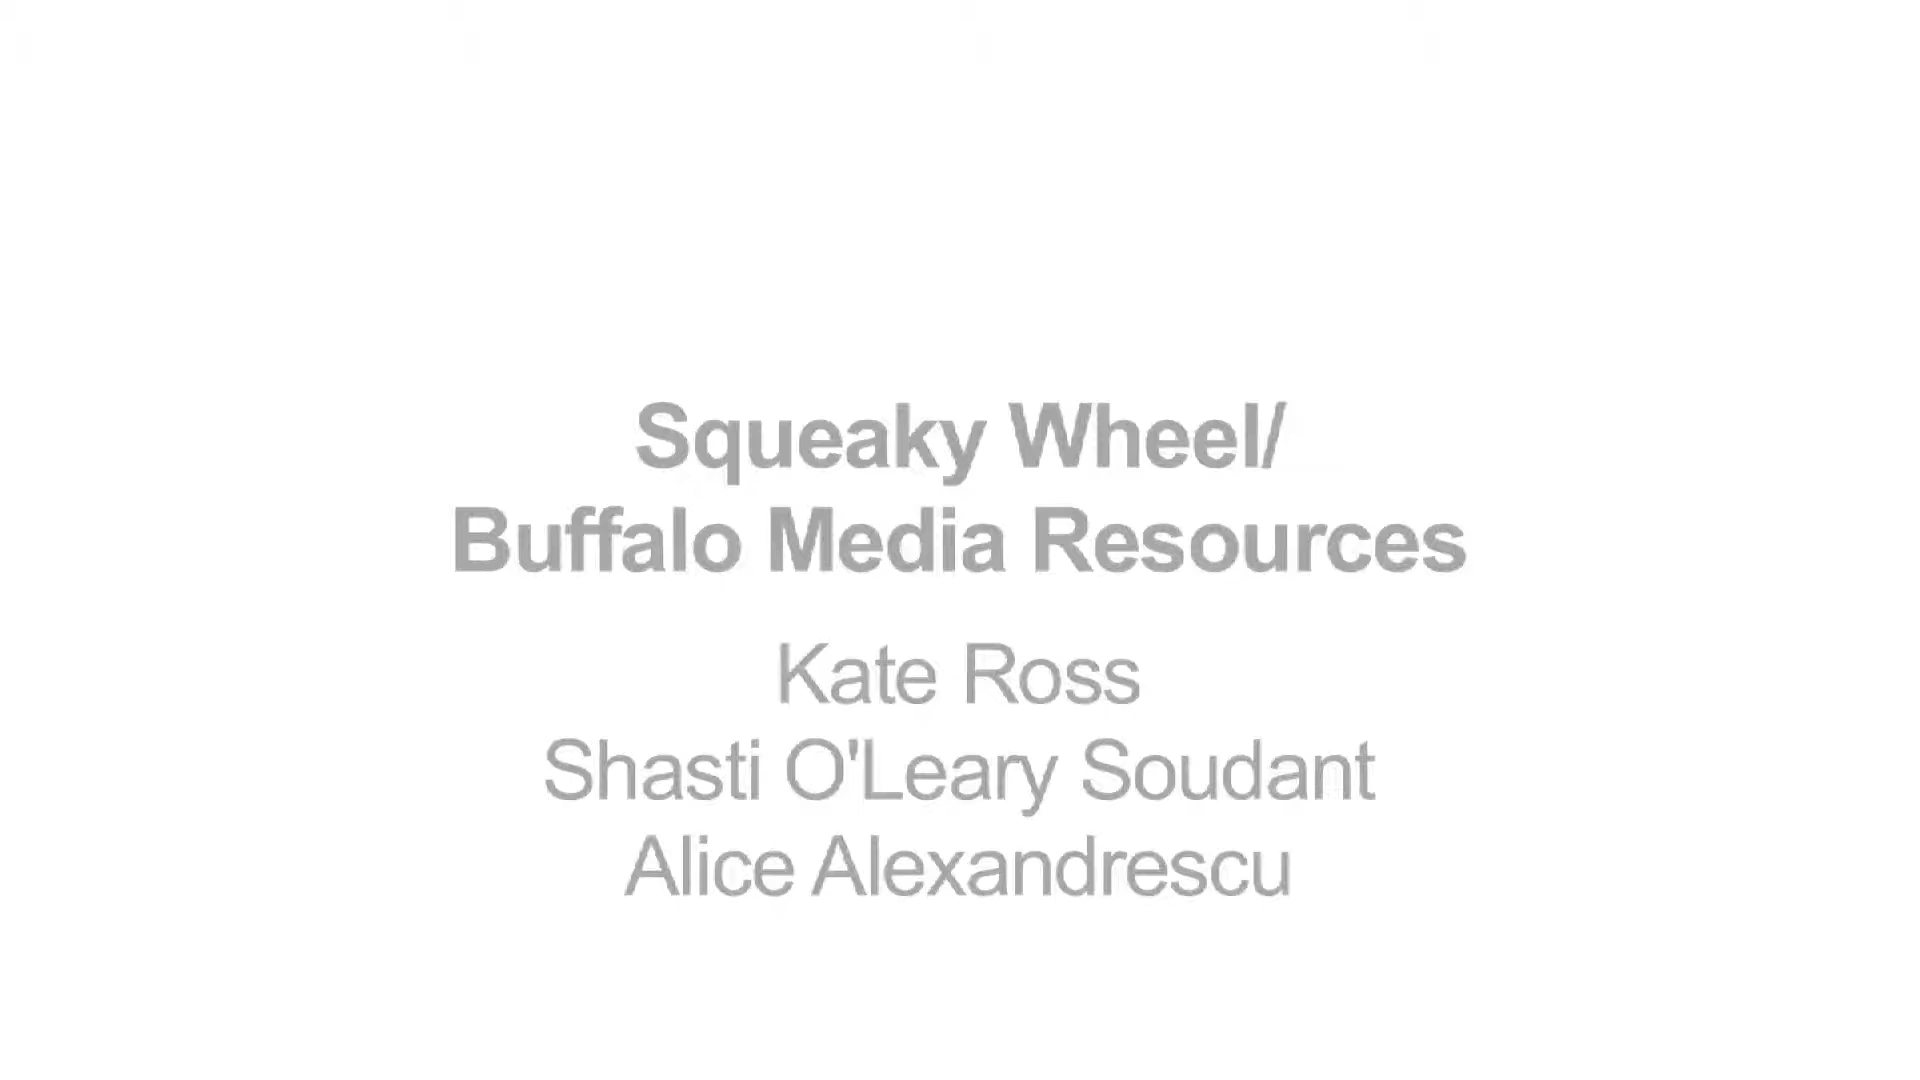 Squeaky Wheel/
Buffalo Media Resources
Kate Ross
Shasti O'Leary Soudant
Alice Alexandrescu